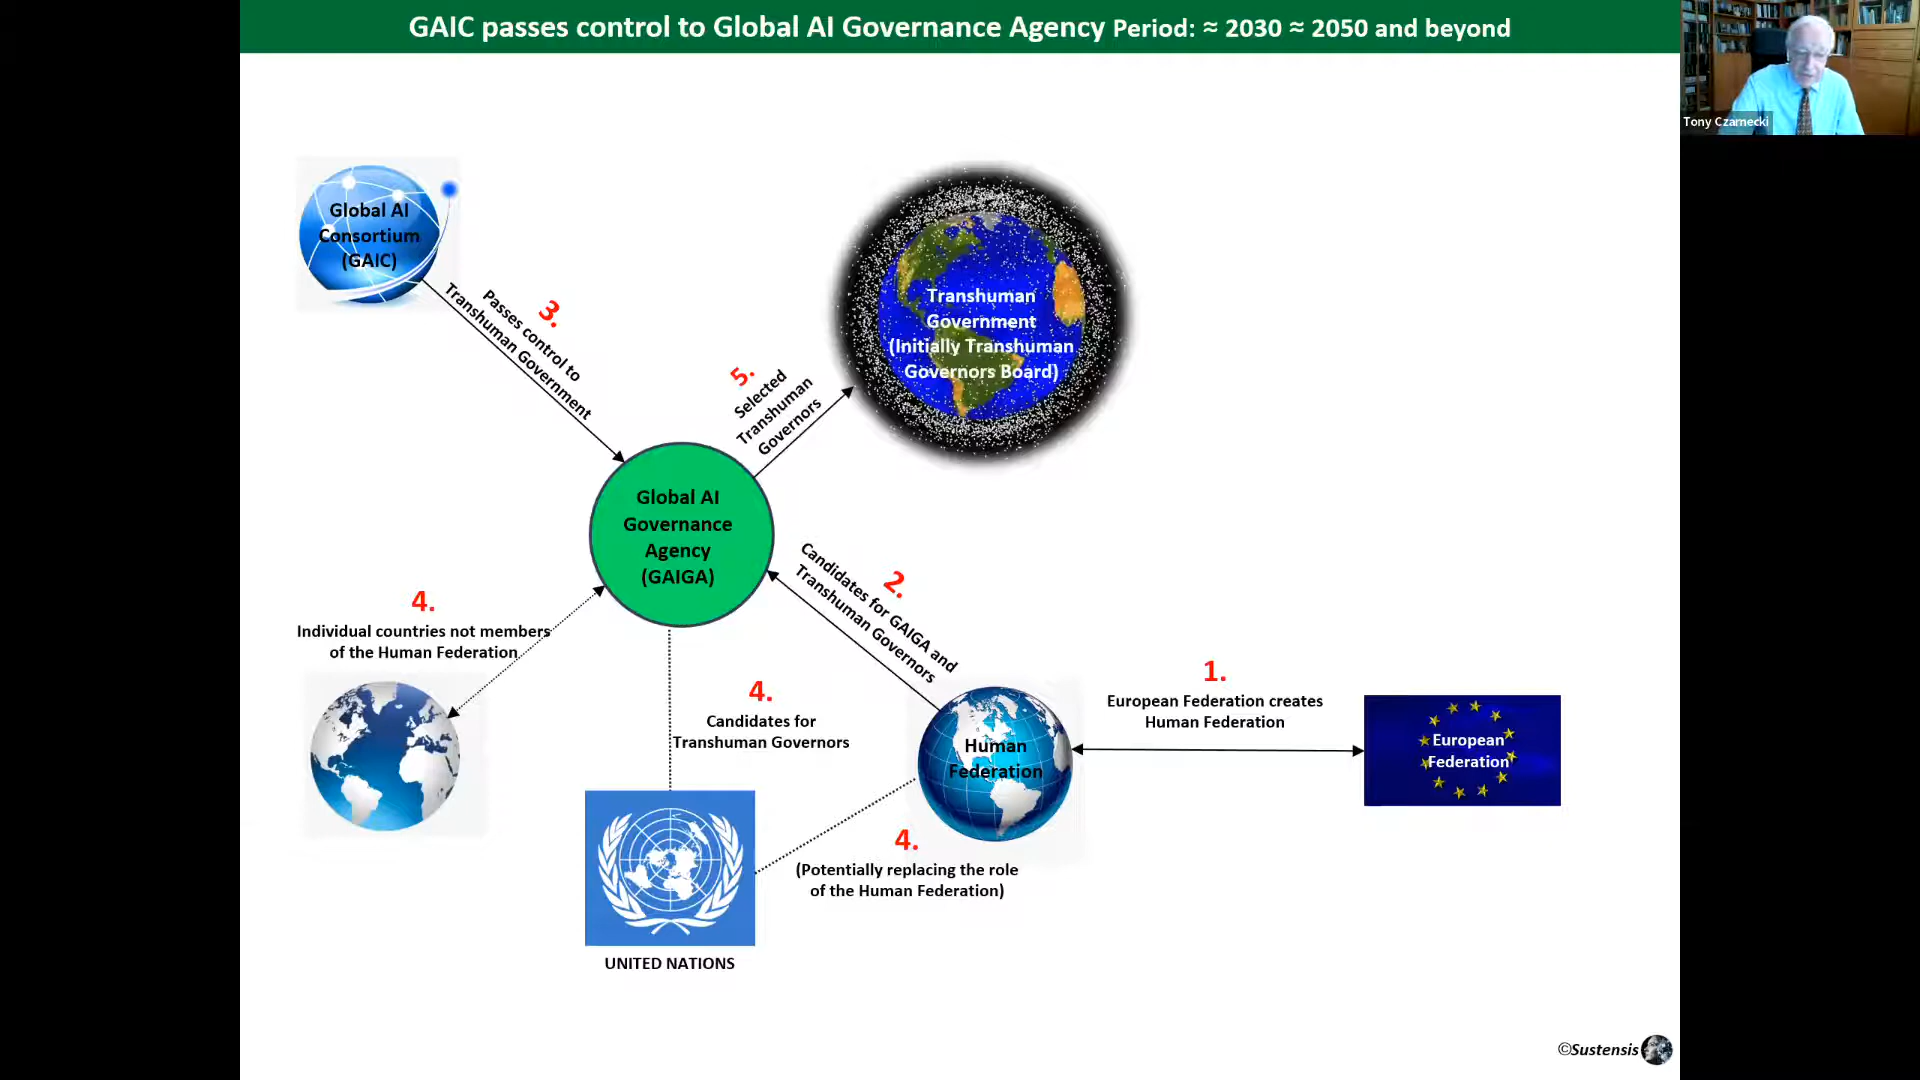 GAIC passes control to Global AI Governance Agency Period: ≈ 2030 ≈ 2050 and beyond
Tony Czarnecki
Global AI
Consortium
(GAIC)
3.
Passes control to
Transhuman Government
Transhuman
Government
(Initially Transhuman
Governors Board)
5.
Selected
Transhuman
Governors
Global AI
Governance
Agency
(GAIGA)
2.
Candidates for GAIGA and
Transhuman Governors
4.
Individual countries not members
of the Human Federation
4.
Candidates for
Transhuman Governors
1.
European Federation creates
Human Federation
Human
Federation
European
Federation
4.
(Potentially replacing the role
of the Human Federation)
UNITED NATIONS
©Sustensis